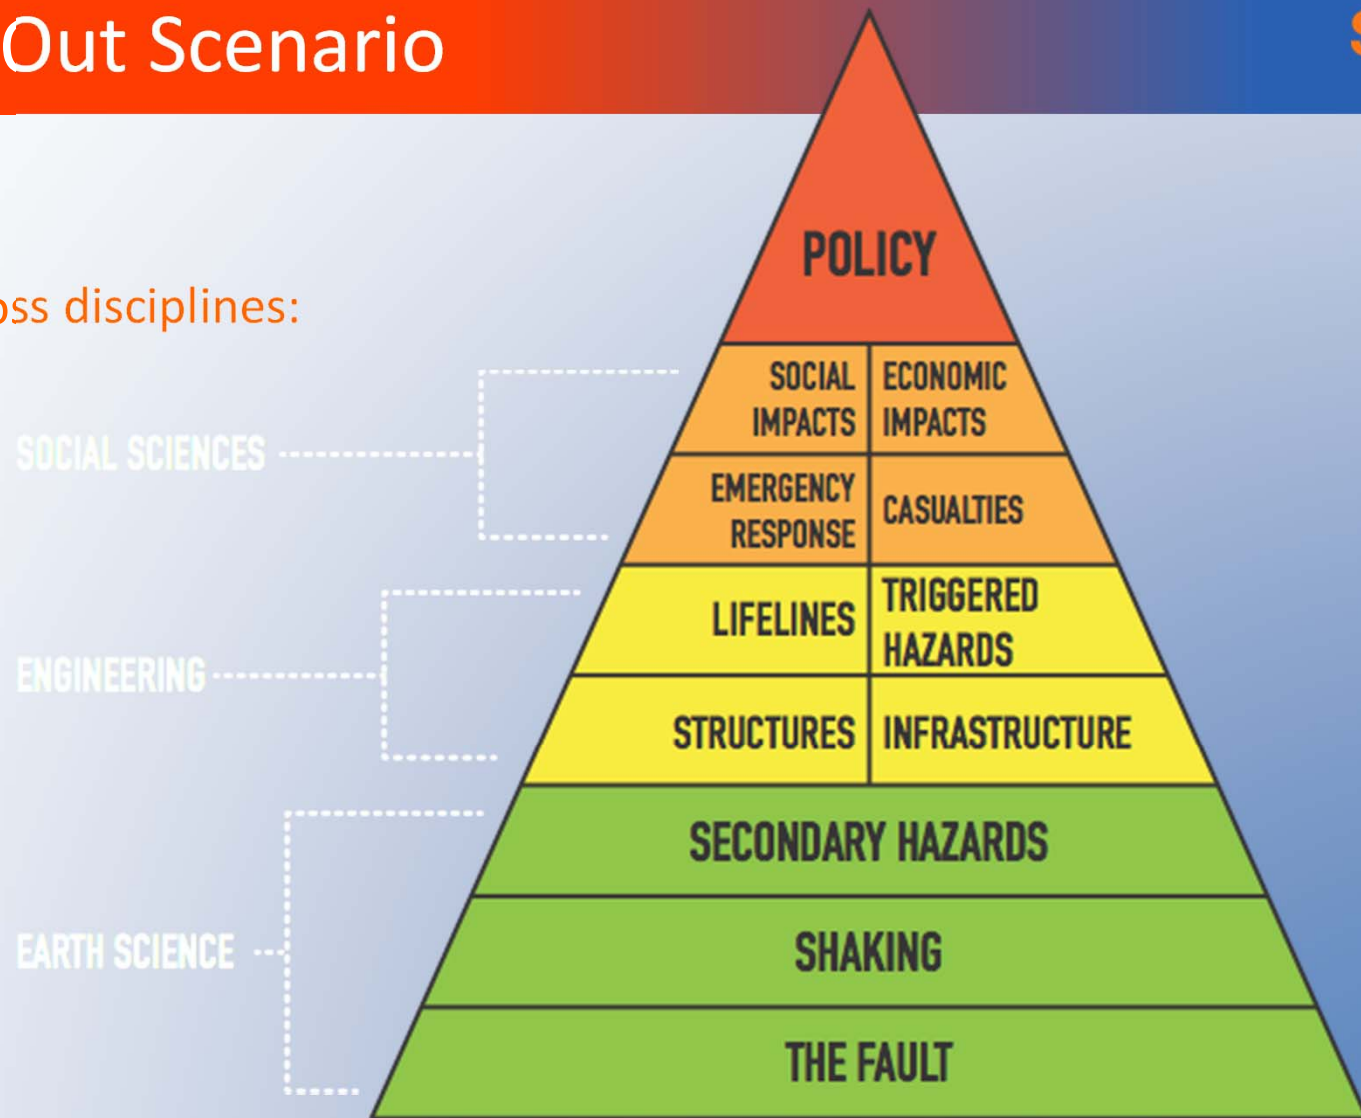 Out Scenario
S
POLICY
oss disciplines:
SOCIAL IMPACTS
ECONOMIC IMPACTS
SOCIAL SCIENCES
EMERGENCY RESPONSE
CASUALTIES
LIFELINES
TRIGGERED HAZARDS
ENGINEERING
STRUCTURES
INFRASTRUCTURE
SECONDARY HAZARDS
EARTH SCIENCE
SHAKING
THE FAULT